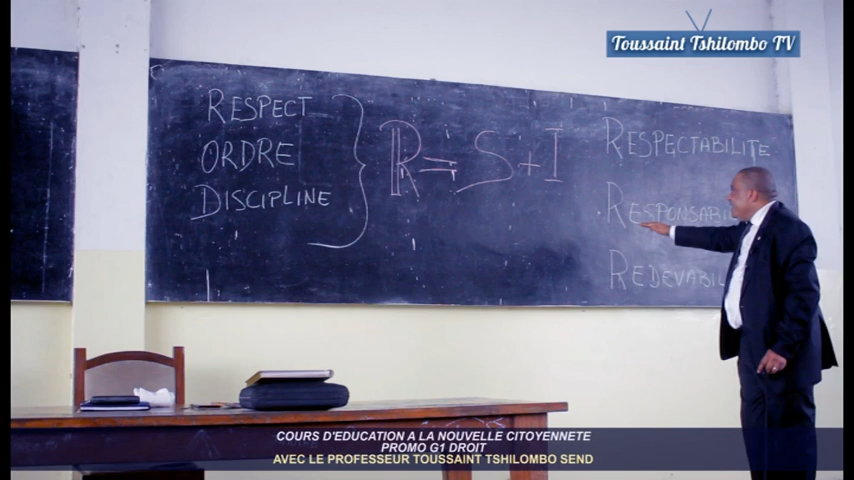 Toussaint Tshilombo TV
RESPECT
ORDRE
DISCIPLINE
R=S+I
RESPECTABILITE
RESPONSABI
REDEVABIL
COURS D'EDUCATION A LA NOUVELLE CITOYENNETE
PROMO G1 DROIT
AVEC LE PROFESSEUR TOUSSAINT TSHILOMBO SEND